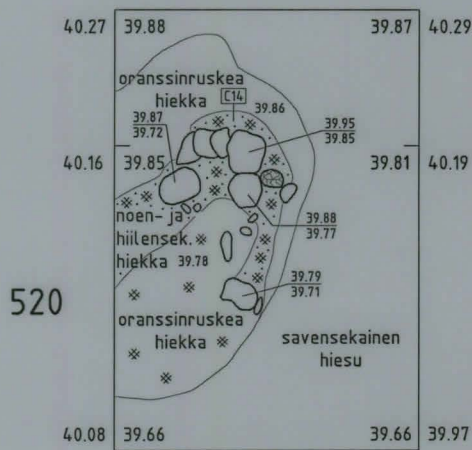 40.27 39.88 39.87 40.29
oranssinruskea
hiekka C14 39.86
39.87
39.72
39.95
39.85
40.16 39.85 39.81 40.19
noen- ja
hiilensek.
hiekka 39.78
39.88
39.77
39.79
39.71
520
oranssinruskea
hiekka
savensekainen
hiesu
40.08 39.66 39.66 39.97